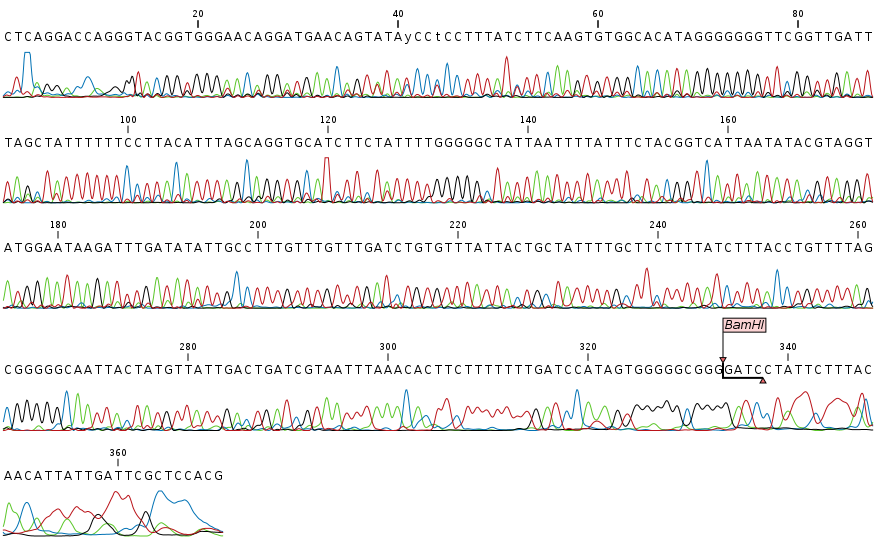 20 40 60 80
CTCAGGACCAGGGTACGGTGGGAACAGGATGAACAGTATAyCCtCCTTTATCTTCAAGTGTGGCACATAGGGGGGGTTCGGTTGATT
100 120 140 160
TAGCTATTTTTTCCTTACATTTAGCAGGTGCATCTTCTATTTTGGGGGCTATTAATTTTATTTCTACGGTCATTAATATACGTAGGT
180 200 220 240 260
ATGGAATAAGATTTGATATATTGCCTTTGTTTGTTTGATCTGTGTTTATTACTGCTATTTTGCTTCTTTTATCTTTACCTGTTTTAG
BamHI
280 300 320 340
CGGGGGCAATTACTATGTTATTGACTGATCGTAATTTAAACACTTCTTTTTTTGATCCATAGTGGGGGCGGGGATCCTATTCTTTAC
360
AACATTATTGATTCGCTCCACG